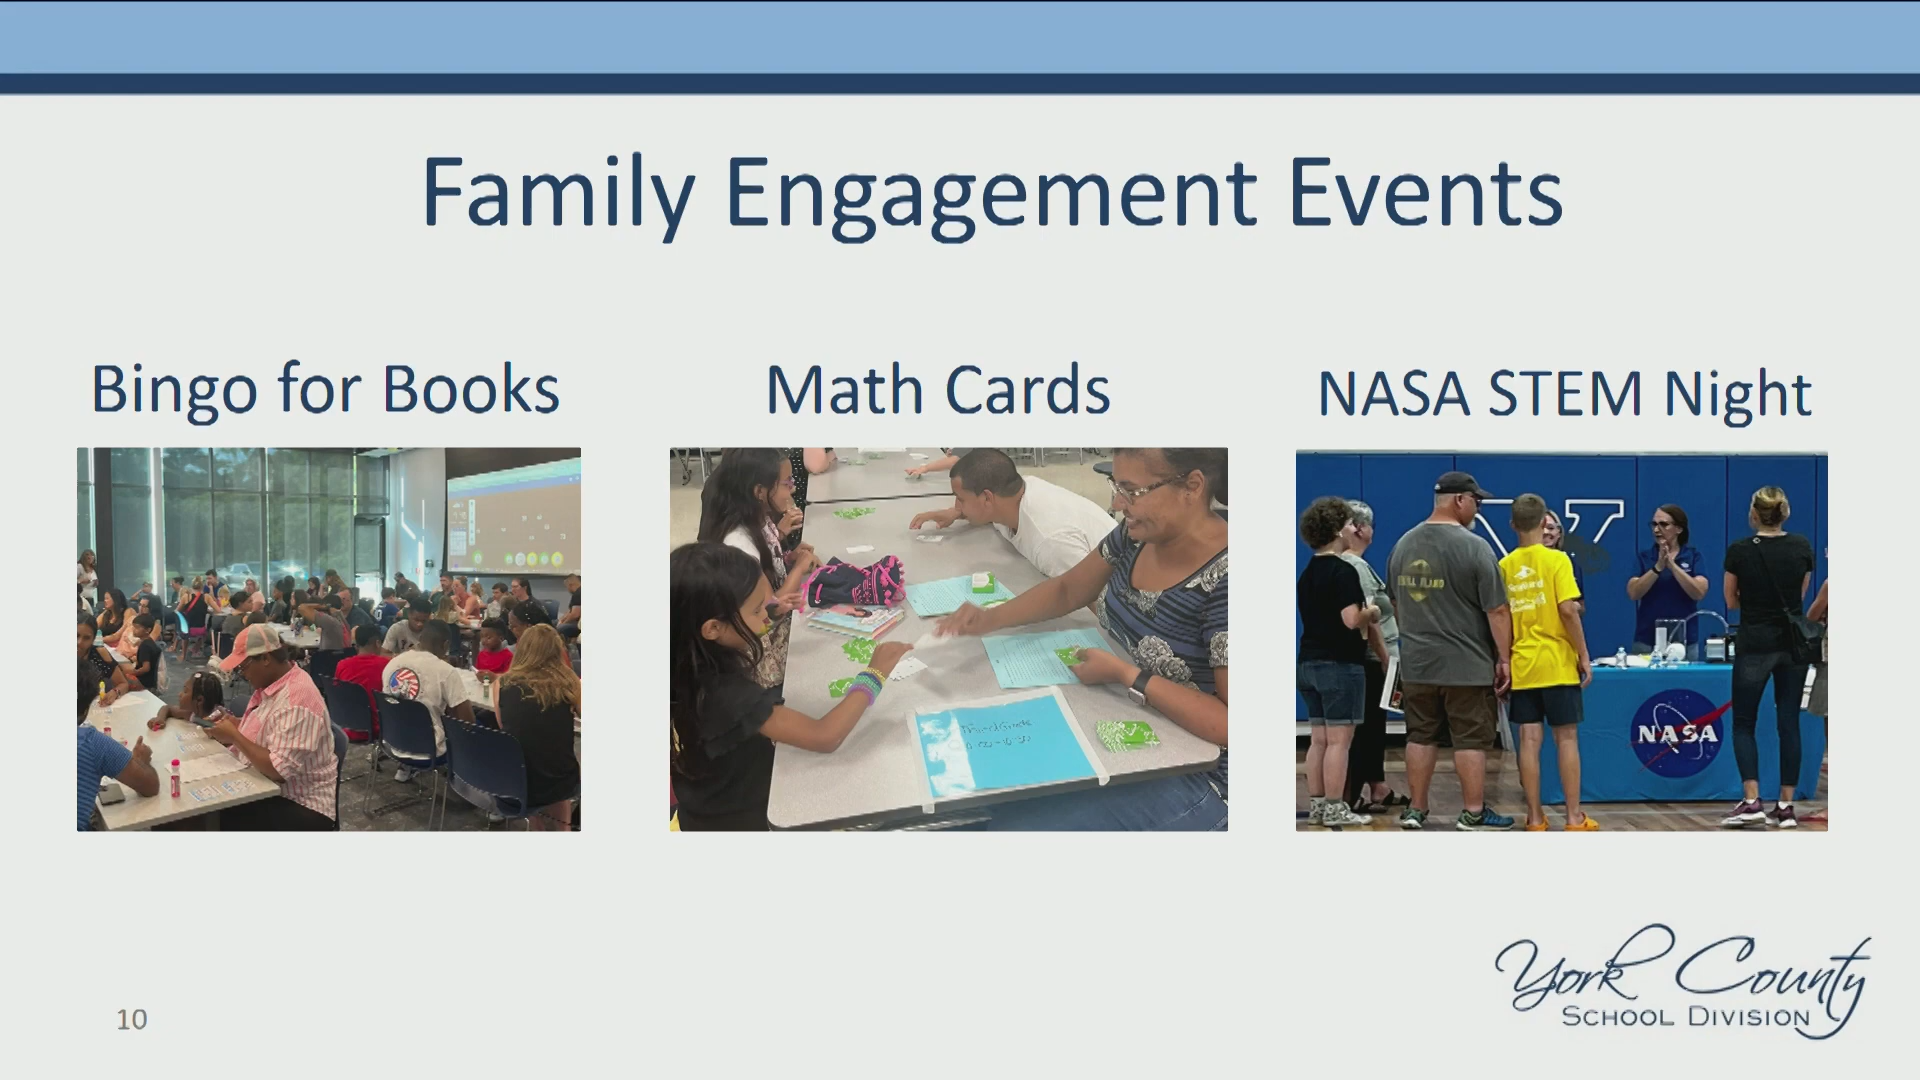 Family Engagement Events
Bingo for Books
Math Cards
NASA STEM Night
NASA
10
York County
SCHOOL DIVISION